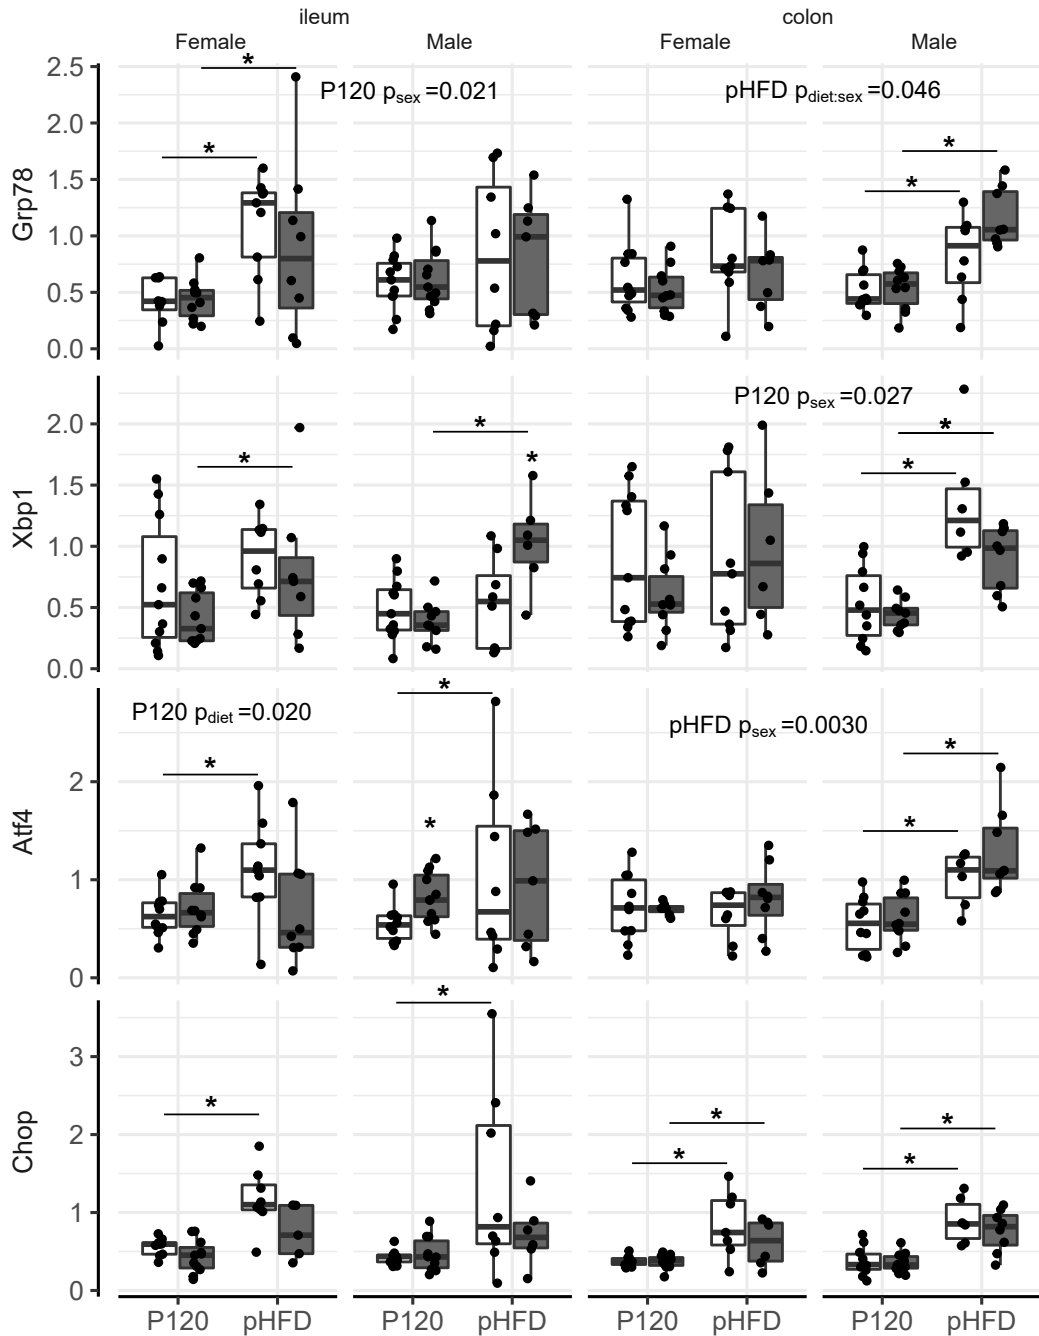 ileum colon
Female Male Female Male
Grp78
2.5
2.0
1.5
1.0
0.5
0.0
* *
P120 psex =0.021
pHFD pdiet:sex =0.046
* *
Xbp1
2.0
1.5
1.0
0.5
0.0
*
* *
P120 psex =0.027
* *
Atf4
2
1
0
P120 pdiet =0.020
*
* *
pHFD psex =0.0030
* *
Chop
3
2
1
0
*
*
* *
* *
P120 pHFD P120 pHFD P120 pHFD P120 pHFD